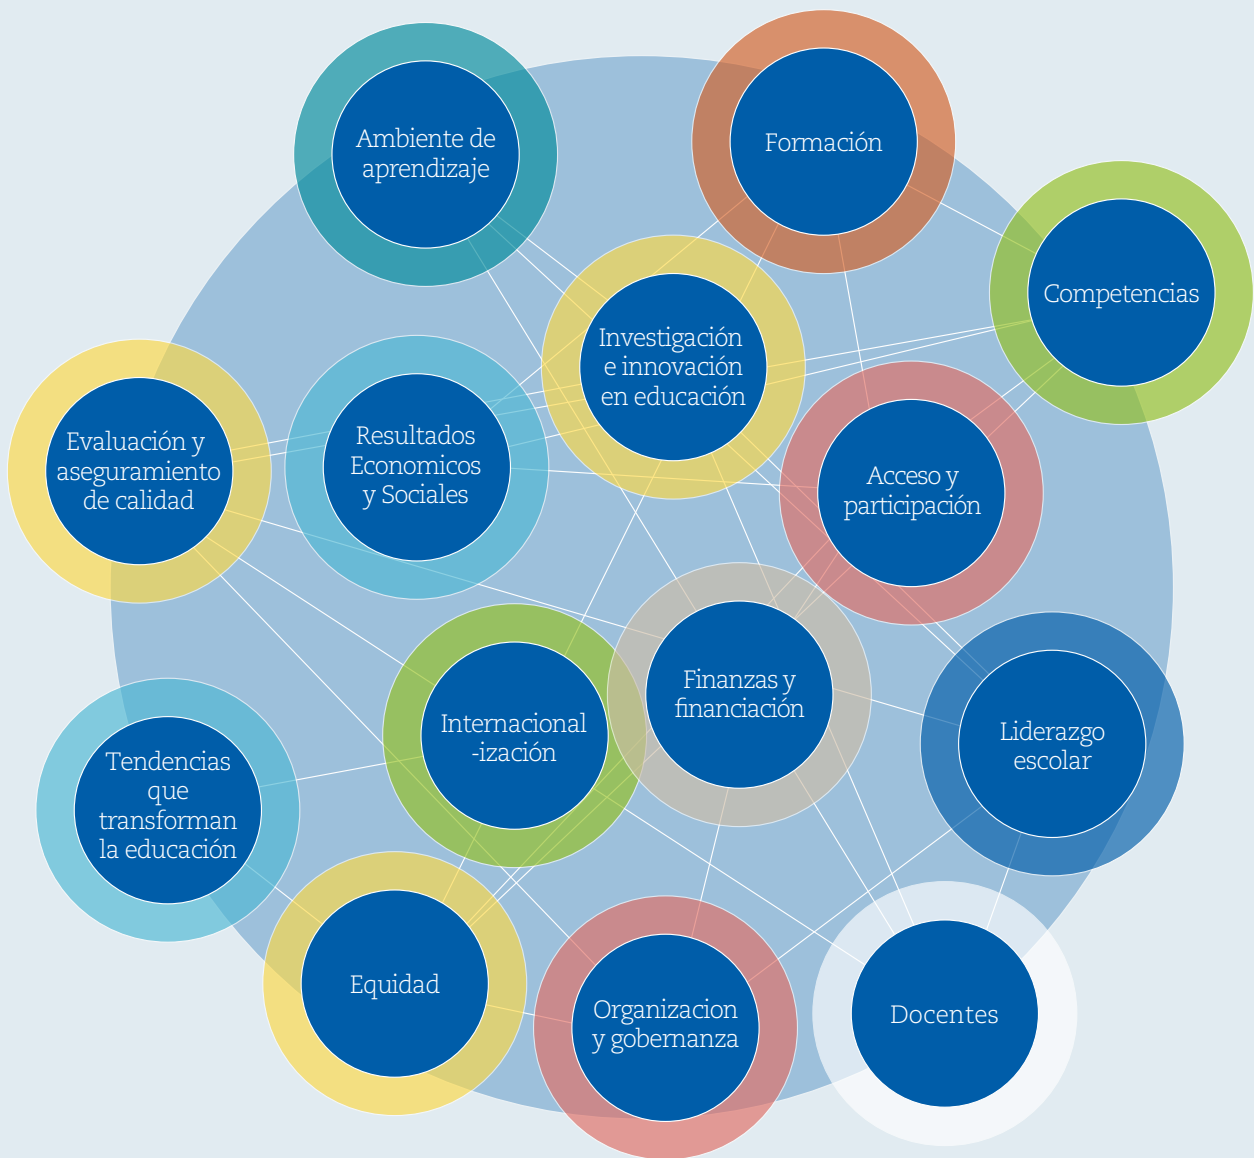 Ambiente de
aprendizaje
Formación
Competencias
Investigación
e innovación
en educación
Evaluación y
aseguramiento
de calidad
Resultados
Economicos
y Sociales
Acceso y
participación
Internacional
-ización
Finanzas y
financiación
Liderazgo
escolar
Tendencias
que
transforman
la educación
Equidad
Organizacion
y gobernanza
Docentes